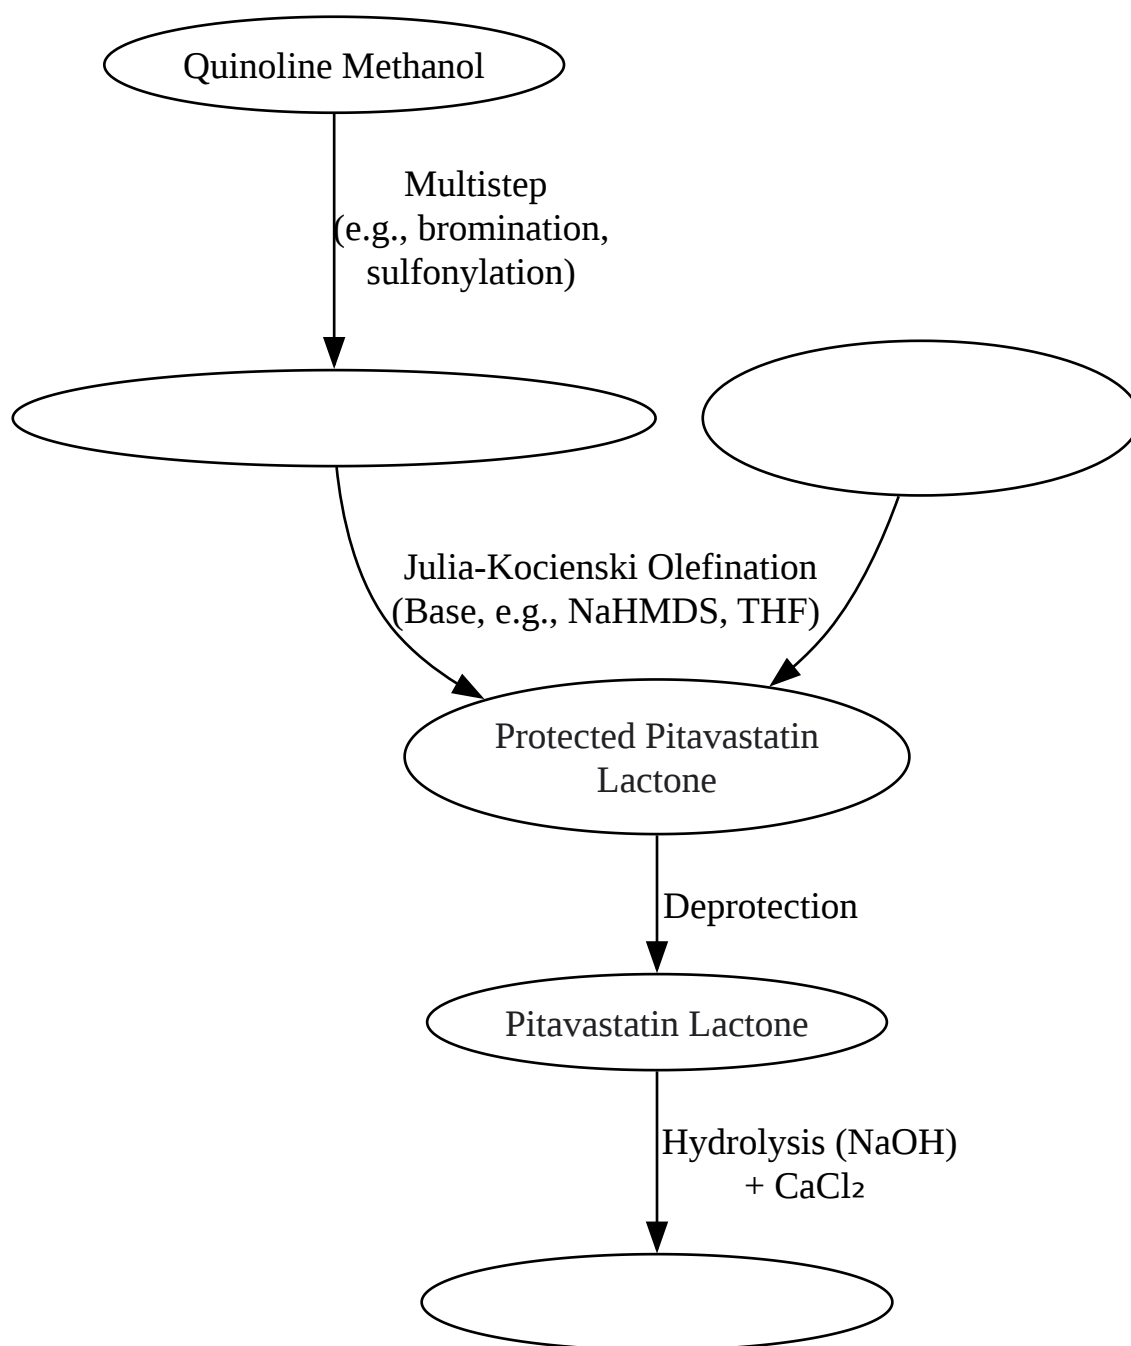 Quinoline Methanol
Multistep
(e.g., bromination,
sulfonylation)
Julia-Kocienski Olefination
(Base, e.g., NaHMDS, THF)
Protected Pitavastatin
Lactone
Deprotection
Pitavastatin Lactone
Hydrolysis (NaOH)
+ CaCl₂